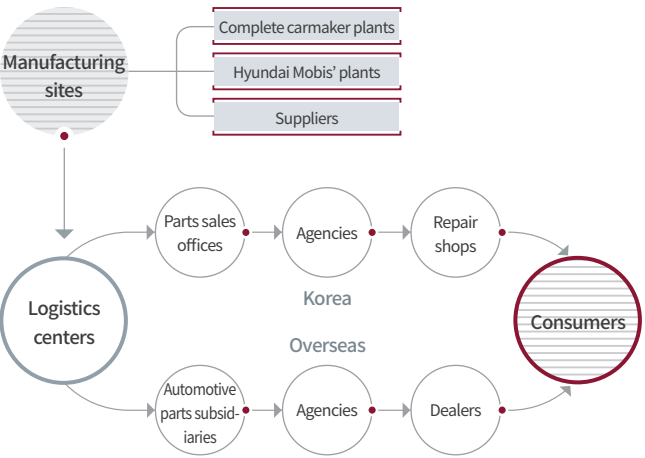 Complete carmaker plants
Manufacturing
sites
Hyundai Mobis’ plants
Suppliers
Parts sales
offices
Agencies
Repair
shops
Korea
Logistics
centers
Consumers
Overseas
Automotive
parts subsid-
iaries
Agencies
Dealers